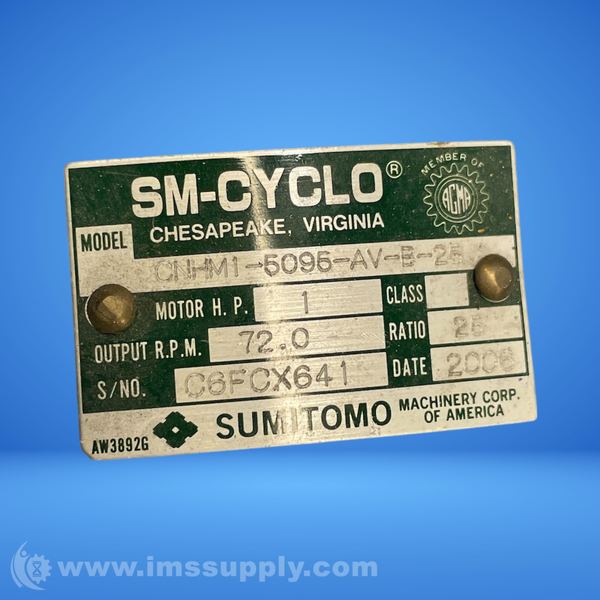 SM-CYCLO®
CHESAPEAKE, VIRGINIA
MEMBER OF
AGMA
MODEL CNHM1-5095-AV-B-25
MOTOR H. P. 1 CLASS 1
OUTPUT R.P.M. 72.0 RATIO 25
S/NO. C6FCX641 DATE 2006
SUMITOMO MACHINERY CORP. OF AMERICA
AW3892G
www.imssupply.com